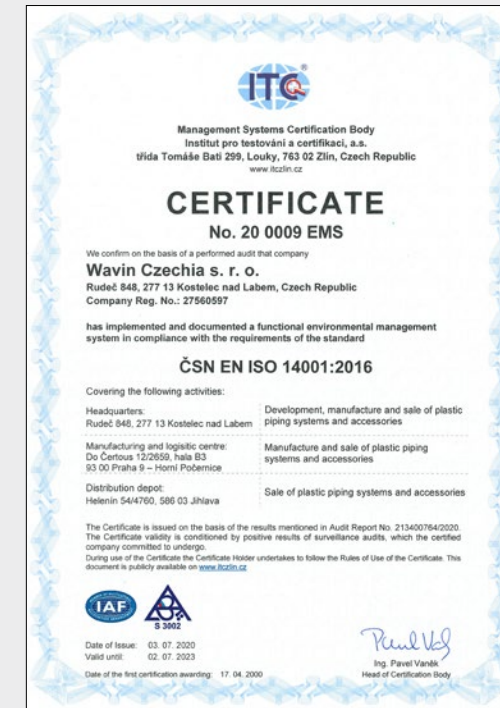 ITC
Management Systems Certification Body
Institut pro testování a certifikaci, a.s.
třída Tomáše Bati 299, Louky, 763 02 Zlín, Czech Republic
www.itczlin.cz
CERTIFICATE
No. 20 0009 EMS
We confirm on the basis of a performed audit that company
Wavin Czechia s. r. o.
Rudeč 848, 277 13 Kostelec nad Labem, Czech Republic
Company Reg. No.: 27560597
has implemented and documented a functional environmental management
system in compliance with the requirements of the standard
ČSN EN ISO 14001:2016
Covering the following activities:
Headquarters:
Rudeč 848, 277 13 Kostelec nad Labem
Development, manufacture and sale of plastic
piping systems and accessories
Manufacturing and logisitic centre:
Do Čertous 12/2659, hala B3
93 00 Praha 9 – Horní Počernice
Manufacture and sale of plastic piping
systems and accessories
Distribution depot:
Helenín 54/4760, 586 03 Jihlava
Sale of plastic piping systems and accessories
The Certificate is issued on the basis of the results mentioned in Audit Report No. 213400764/2020.
The Certificate validity is conditioned by positive results of surveillance audits, which the certified
company committed to undergo.
During use of the Certificate the Certificate Holder undertakes to follow the Rules of Use of the Certificate. This
document is publicly available on www.itczlin.cz
IAF
S 3002
Date of Issue: 03. 07. 2020
Valid until: 02. 07. 2023
Date of the first certification awarding: 17. 04. 2000
Ing. Pavel Vaněk
Head of Certification Body